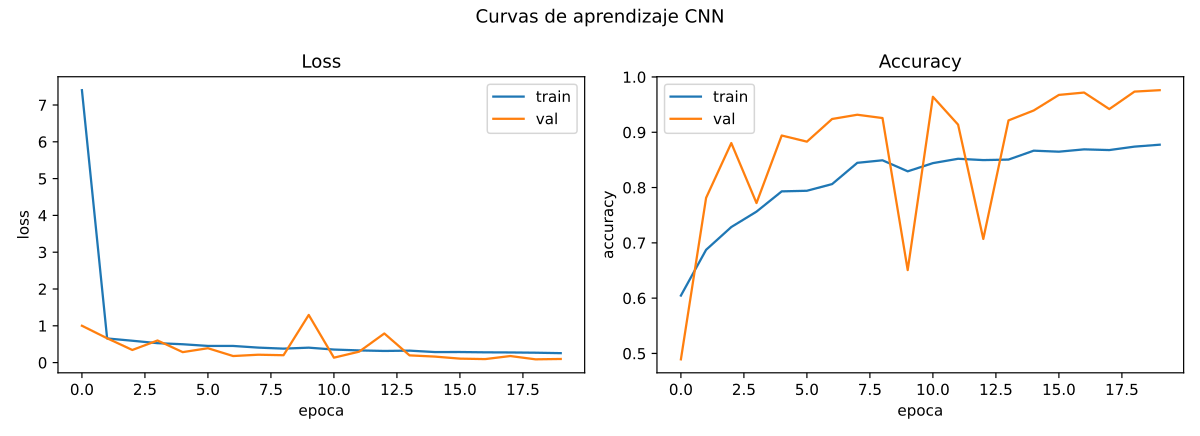 Curvas de aprendizaje CNN
Loss
train
val
7
6
5
4
3
2
1
0
loss
0.0 2.5 5.0 7.5 10.0 12.5 15.0 17.5
epoca
Accuracy
train
val
1.0
0.9
0.8
0.7
0.6
0.5
accuracy
0.0 2.5 5.0 7.5 10.0 12.5 15.0 17.5
epoca